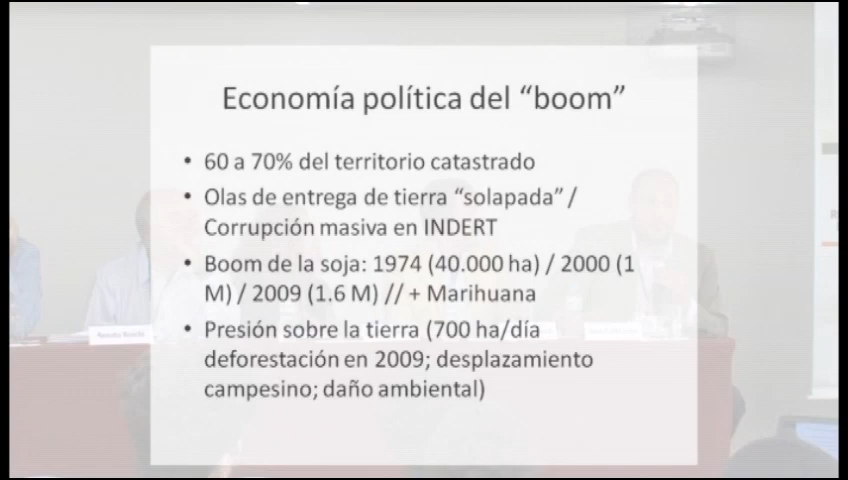 Economía política del “boom”
• 60 a 70% del territorio catastrado
• Olas de entrega de tierra “solapada” /
Corrupción masiva en INDERT
• Boom de la soja: 1974 (40.000 ha) / 2000 (1
M) / 2009 (1.6 M) // + Marihuana
• Presión sobre la tierra (700 ha/día
deforestación en 2009; desplazamiento
campesino; daño ambiental)